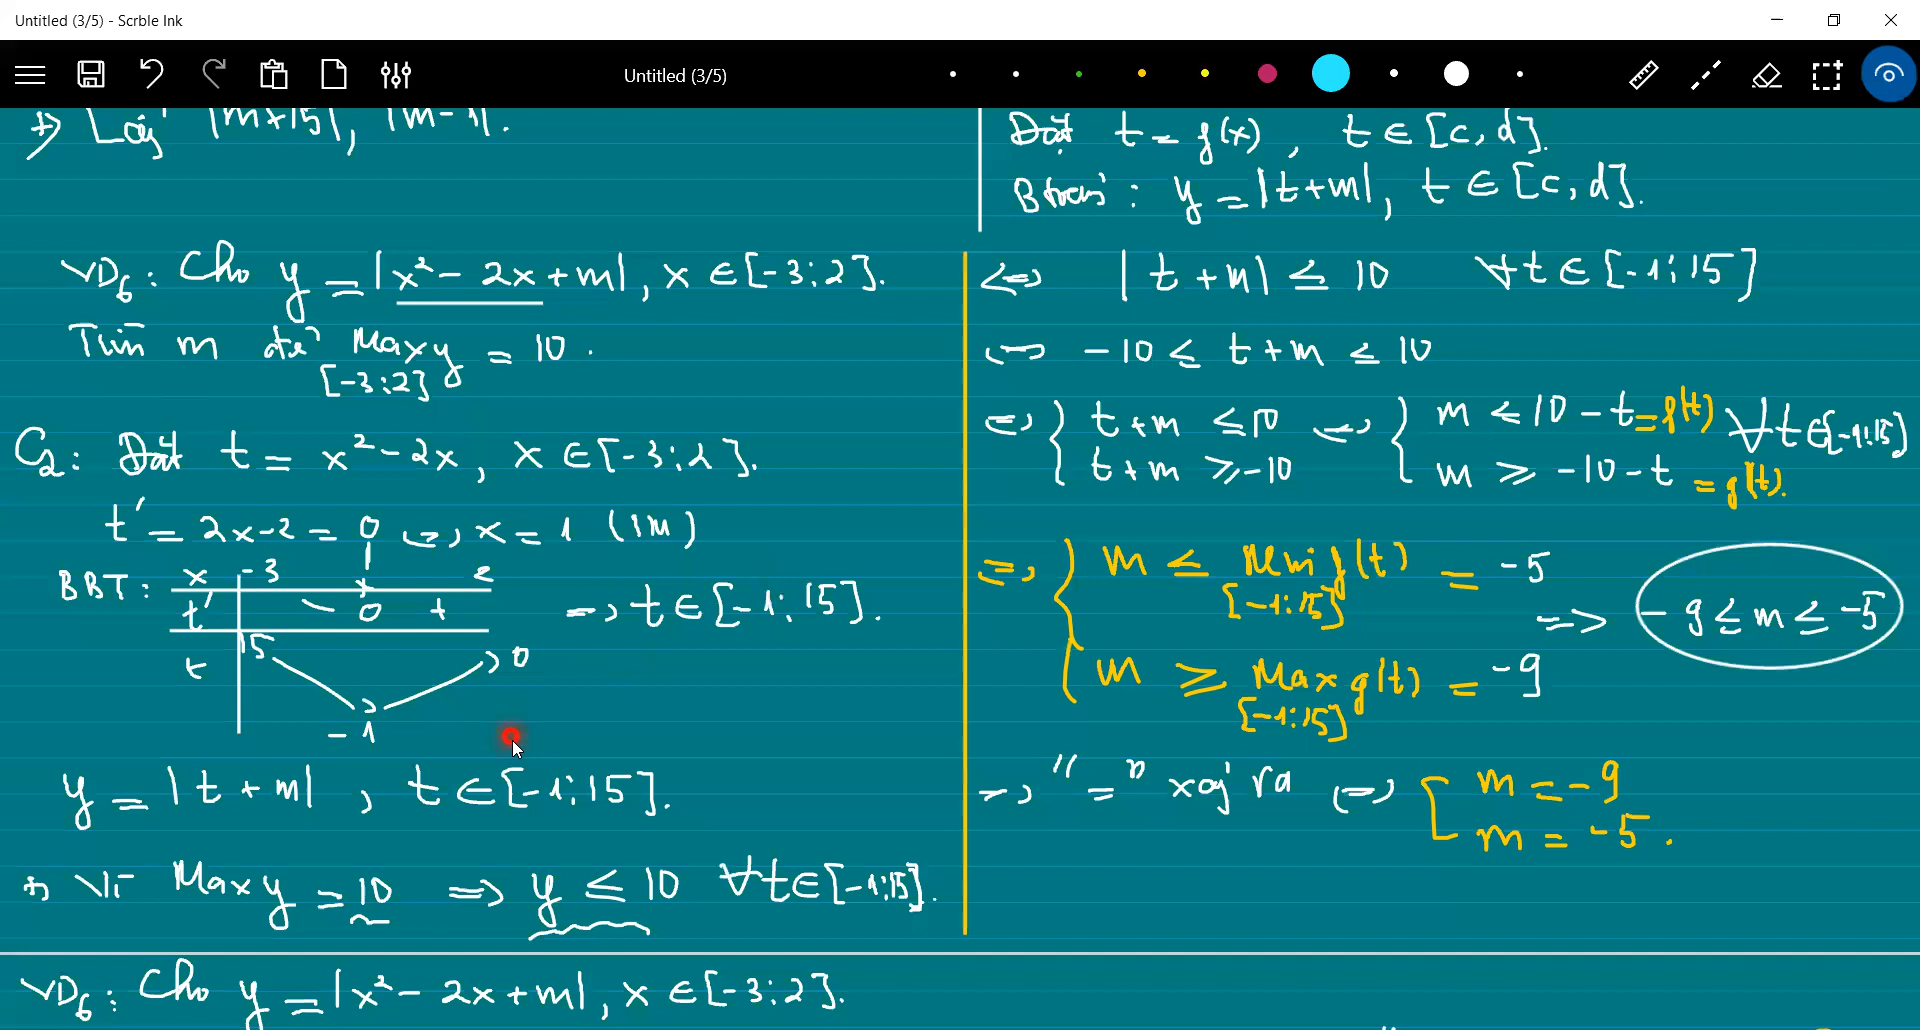 Untitled (3/5) - Scrble Ink
Untitled (3/5)
+) Lấy |m+15|, |m-1|.
Đặt t = f(x), t ∈ [c, d].
y = |t+m|, t ∈ [c, d].
VD6: Cho y = |x² - 2x + m|, x ∈ [-3;2].
Tìm m để Max y = 10.
[-3;2]
C2: Đặt t = x² - 2x, x ∈ [-3;2].
t' = 2x-2 = 0 <=> x = 1 (TM)
BBT: x -3 1 2
t' - 0 + => t ∈ [-1;15].
t 15 -1 0
y = |t + m|, t ∈ [-1;15].
+) Vì Max y = 10 => y ≤ 10 ∀t ∈ [-1;15].
<=> |t + m| ≤ 10 ∀t ∈ [-1;15]
<=> -10 ≤ t + m ≤ 10
<=> { t + m ≤ 10 <=> { m ≤ 10 - t = f(t) ∀t ∈ [-1;15]
t + m ≥ -10 m ≥ -10 - t = g(t).
<=> { m ≤ Min f(t) = -5
[-1;15]
=> -9 ≤ m ≤ -5
m ≥ Max g(t) = -9
[-1;15]
=> "=" xảy ra <=> [ m = -9
m = -5.
VD6: Cho y = |x² - 2x + m|, x ∈ [-3;2].